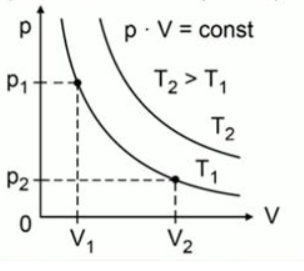 p
p · V = const
T₂ > T₁
p₁
T₂
T₁
p₂
0
V
V₁
V₂